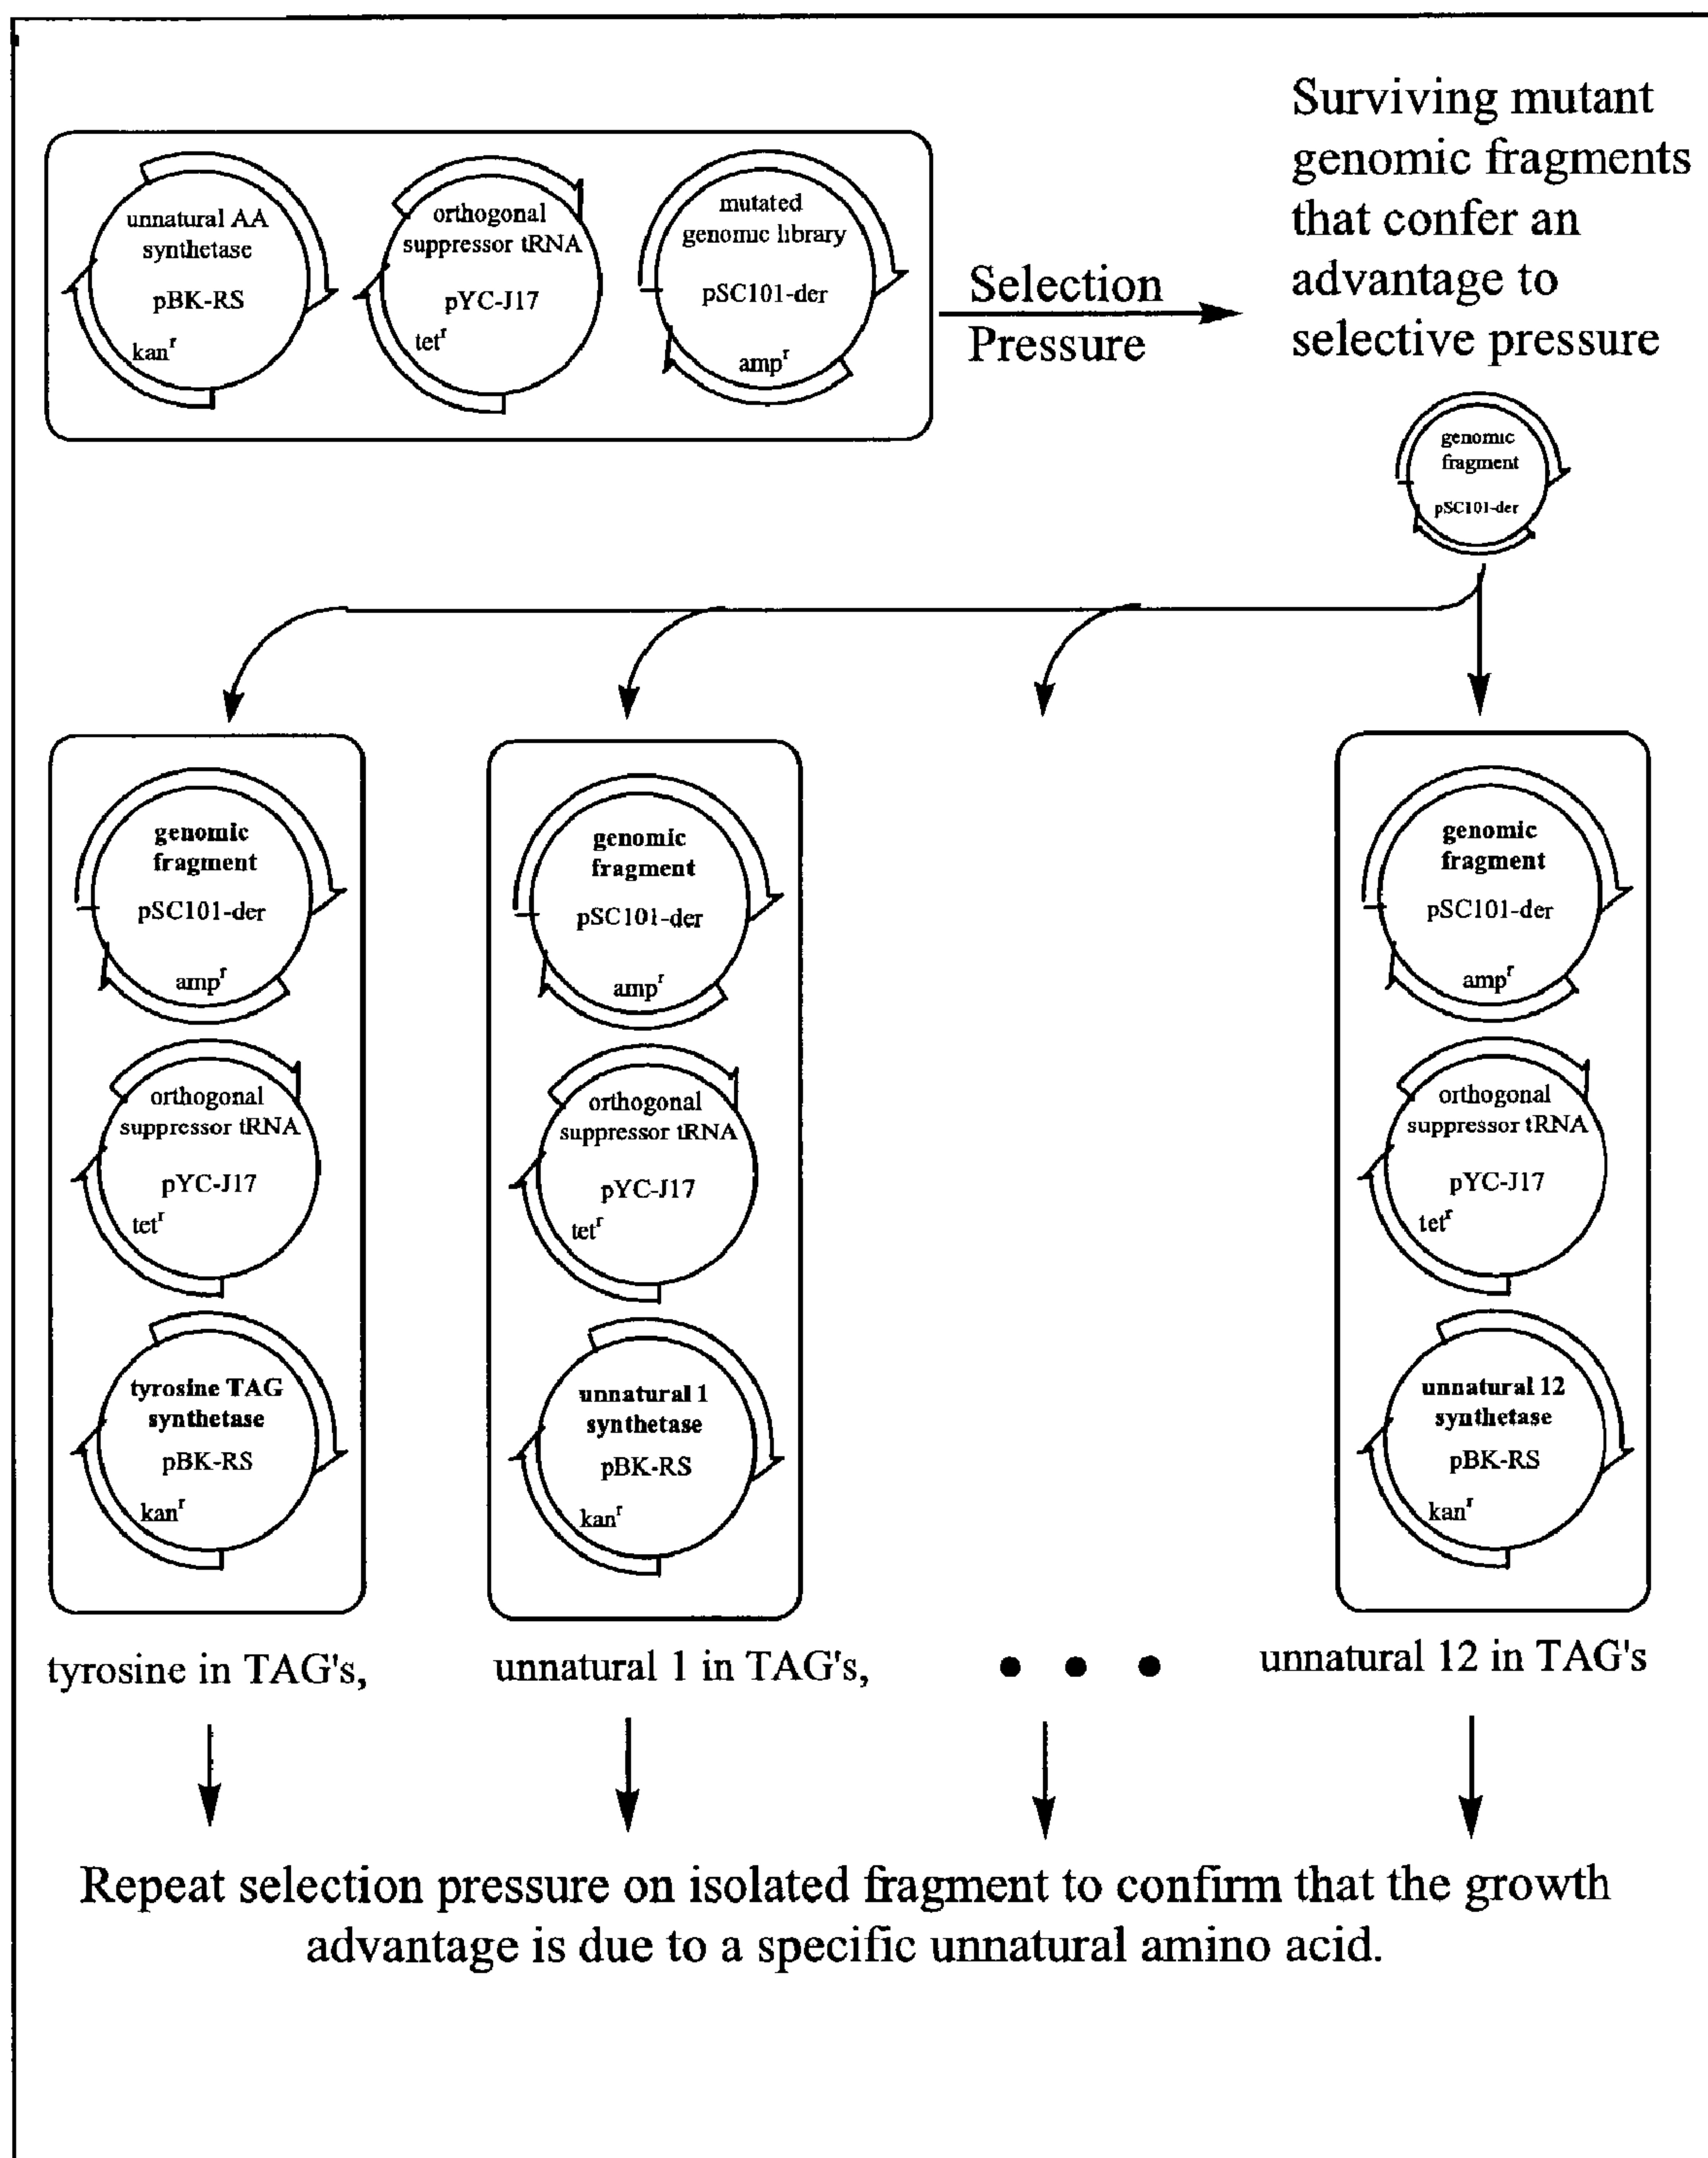 unnatural AA
synthetase
pBK-RS
kanʳ
orthogonal
suppressor tRNA
pYC-J17
tetʳ
mutated
genomic library
pSC101-der
ampʳ
Selection
Pressure
Surviving mutant
genomic fragments
that confer an
advantage to
selective pressure
genomic
fragment
pSC101-der
genomic
fragment
pSC101-der
ampʳ
orthogonal
suppressor tRNA
pYC-J17
tetʳ
tyrosine TAG
synthetase
pBK-RS
kanʳ
tyrosine in TAG's,
genomic
fragment
pSC101-der
ampʳ
orthogonal
suppressor tRNA
pYC-J17
tetʳ
unnatural 1
synthetase
pBK-RS
kanʳ
unnatural 1 in TAG's,
• • •
genomic
fragment
pSC101-der
ampʳ
orthogonal
suppressor tRNA
pYC-J17
tetʳ
unnatural 12
synthetase
pBK-RS
kanʳ
unnatural 12 in TAG's
Repeat selection pressure on isolated fragment to confirm that the growth
advantage is due to a specific unnatural amino acid.